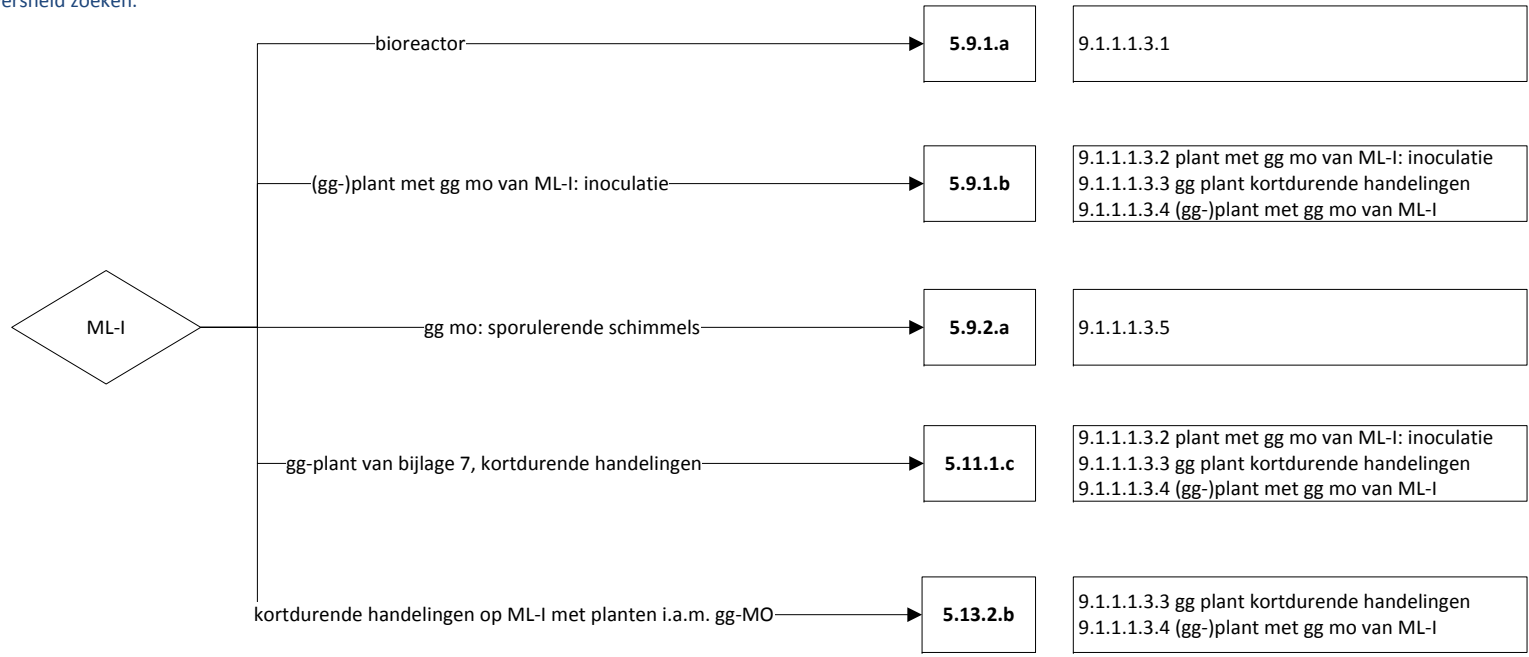 zoeken.
bioreactor
5.9.1.a
9.1.1.1.3.1
(gg-)plant met gg mo van ML-I: inoculatie
5.9.1.b
9.1.1.1.3.2 plant met gg mo van ML-I: inoculatie
9.1.1.1.3.3 gg plant kortdurende handelingen
9.1.1.1.3.4 (gg-)plant met gg mo van ML-I
ML-I
gg mo: sporulerende schimmels
5.9.2.a
9.1.1.1.3.5
gg-plant van bijlage 7, kortdurende handelingen
5.11.1.c
9.1.1.1.3.2 plant met gg mo van ML-I: inoculatie
9.1.1.1.3.3 gg plant kortdurende handelingen
9.1.1.1.3.4 (gg-)plant met gg mo van ML-I
kortdurende handelingen op ML-I met planten i.a.m. gg-MO
5.13.2.b
9.1.1.1.3.3 gg plant kortdurende handelingen
9.1.1.1.3.4 (gg-)plant met gg mo van ML-I